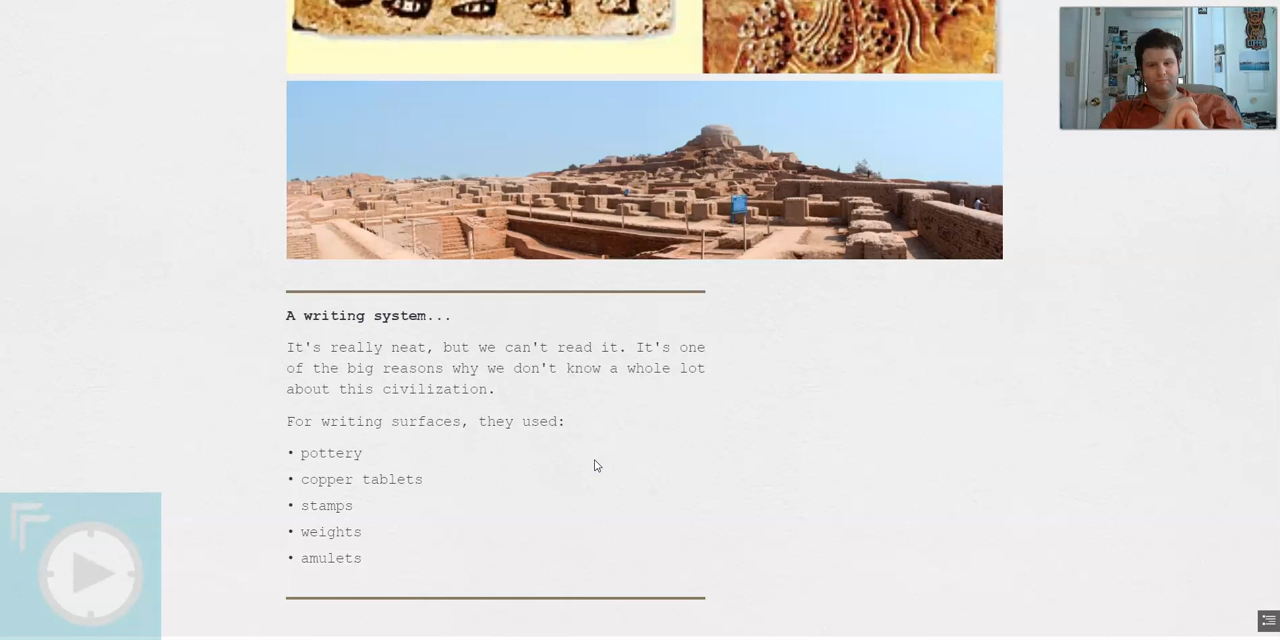 A writing system...
It's really neat, but we can't read it. It's one
of the big reasons why we don't know a whole lot
about this civilization.
For writing surfaces, they used:
• pottery
• copper tablets
• stamps
• weights
• amulets